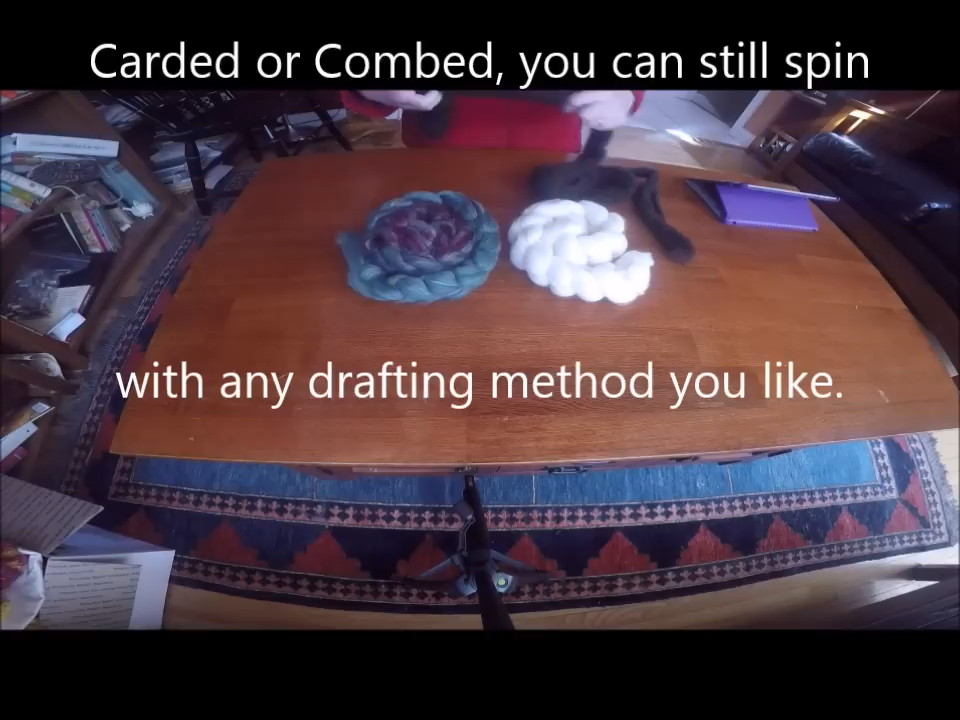 Carded or Combed, you can still spin
with any drafting method you like.